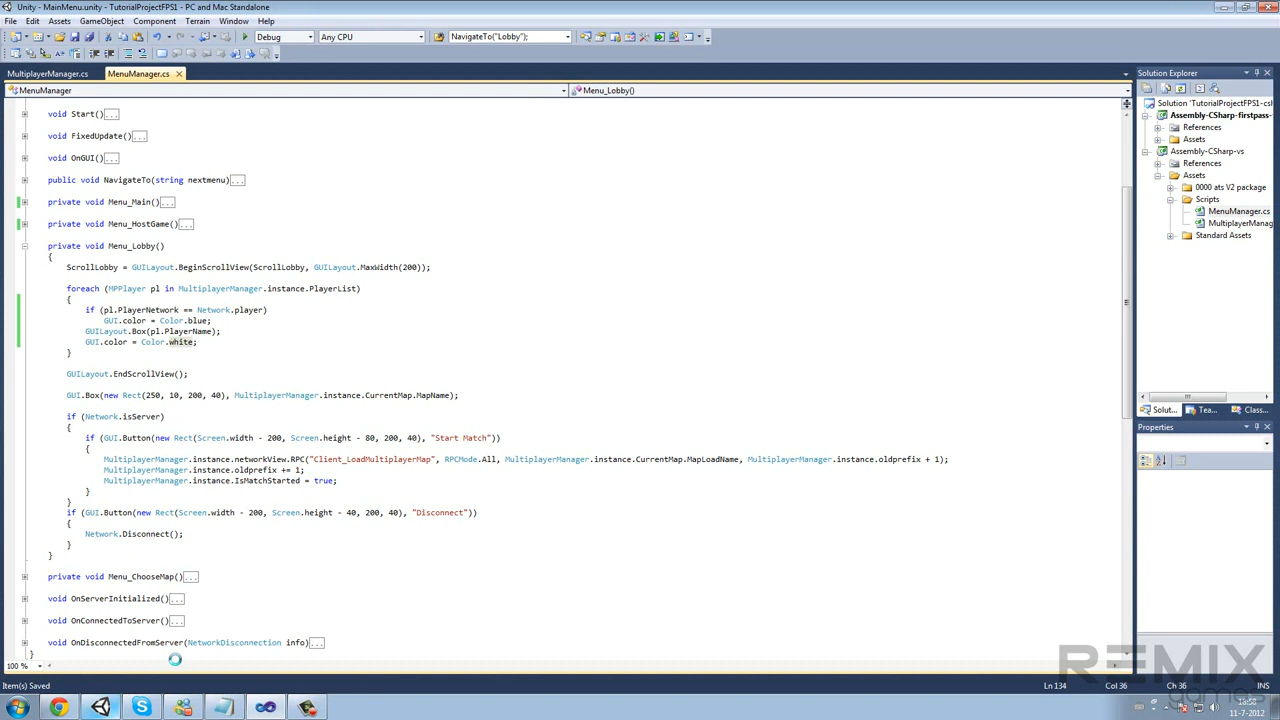 Unity - MainMenu.unity - TutorialProjectFPS1 - PC and Mac Standalone
File Edit Assets GameObject Component Terrain Window Help
Debug Any CPU NavigateTo("Lobby");
MultiplayerManager.cs MenuManager.cs
MenuManager Menu_Lobby()
void Start()...
void FixedUpdate()...
void OnGUI()...
public void NavigateTo(string nextmenu)...
private void Menu_Main()...
private void Menu_HostGame()...
private void Menu_Lobby()
{
ScrollLobby = GUILayout.BeginScrollView(ScrollLobby, GUILayout.MaxWidth(200));
foreach (MPPlayer pl in MultiplayerManager.instance.PlayerList)
{
if (pl.PlayerNetwork == Network.player)
GUI.color = Color.blue;
GUILayout.Box(pl.PlayerName);
GUI.color = Color.white;
}
GUILayout.EndScrollView();
GUI.Box(new Rect(250, 10, 200, 40), MultiplayerManager.instance.CurrentMap.MapName);
if (Network.isServer)
{
if (GUI.Button(new Rect(Screen.width - 200, Screen.height - 80, 200, 40), "Start Match"))
{
MultiplayerManager.instance.networkView.RPC("Client_LoadMultiplayerMap", RPCMode.All, MultiplayerManager.instance.CurrentMap.MapLoadName, MultiplayerManager.instance.oldprefix + 1);
MultiplayerManager.instance.oldprefix += 1;
MultiplayerManager.instance.IsMatchStarted = true;
}
}
if (GUI.Button(new Rect(Screen.width - 200, Screen.height - 40, 200, 40), "Disconnect"))
{
Network.Disconnect();
}
}
private void Menu_ChooseMap()...
void OnServerInitialized()...
void OnConnectedToServer()...
void OnDisconnectedFromServer(NetworkDisconnection info)...
}
100 %
Solution Explorer
Solution 'TutorialProjectFPS1-csl
Assembly-CSharp-firstpass-
References
Assets
Assembly-CSharp-vs
References
Assets
0000 ats V2 package
Scripts
MenuManager.cs
MultiplayerManag
Standard Assets
Solut... Tea... Class...
Properties
REMIX
games
Item(s) Saved Ln 134 Col 36 Ch 36 INS
18:58
11-7-2012